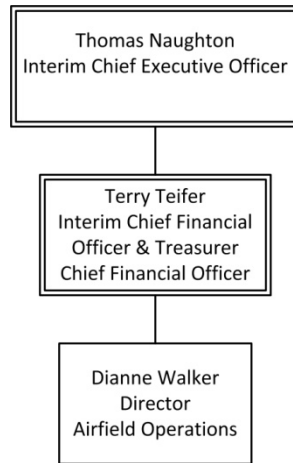 Thomas Naughton
Interim Chief Executive Officer
Terry Teifer
Interim Chief Financial
Officer & Treasurer
Chief Financial Officer
Dianne Walker
Director
Airfield Operations